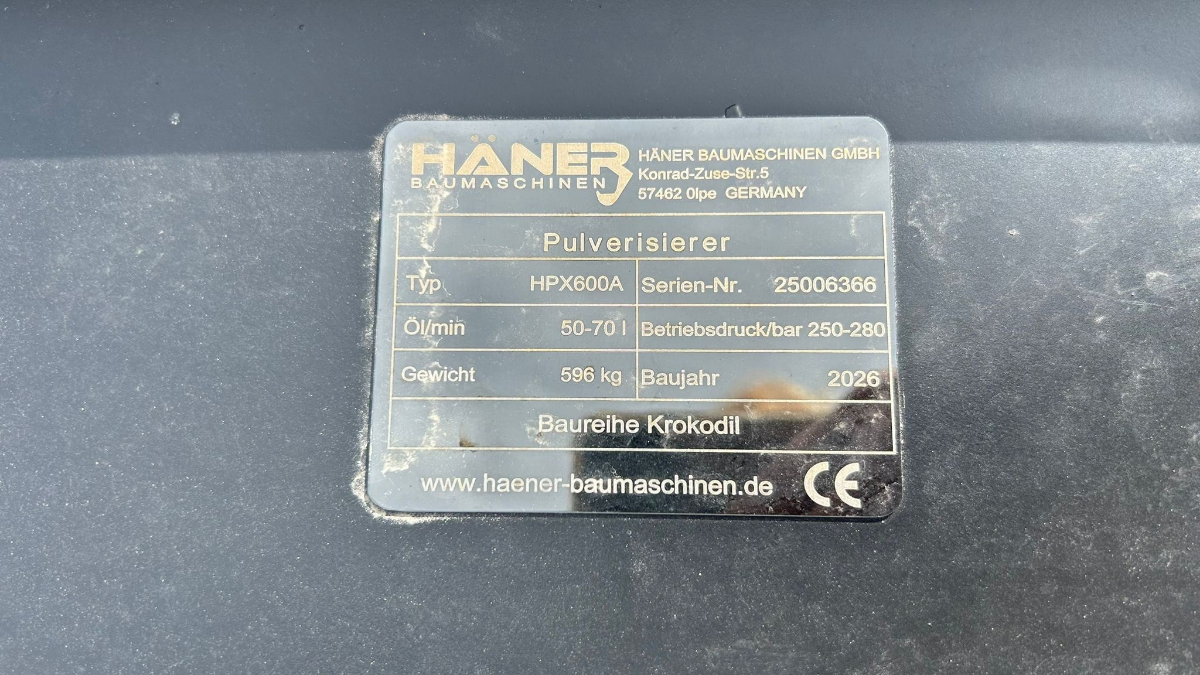 HÄNER
BAUMASCHINEN
HÄNER BAUMASCHINEN GMBH
Konrad-Zuse-Str.5
57462 Olpe GERMANY
Pulverisierer
Typ HPX600A Serien-Nr. 25006366
Öl/min 50-70 l Betriebsdruck/bar 250-280
Gewicht 596 kg Baujahr 2026
Baureihe Krokodil
www.haener-baumaschinen.de CE